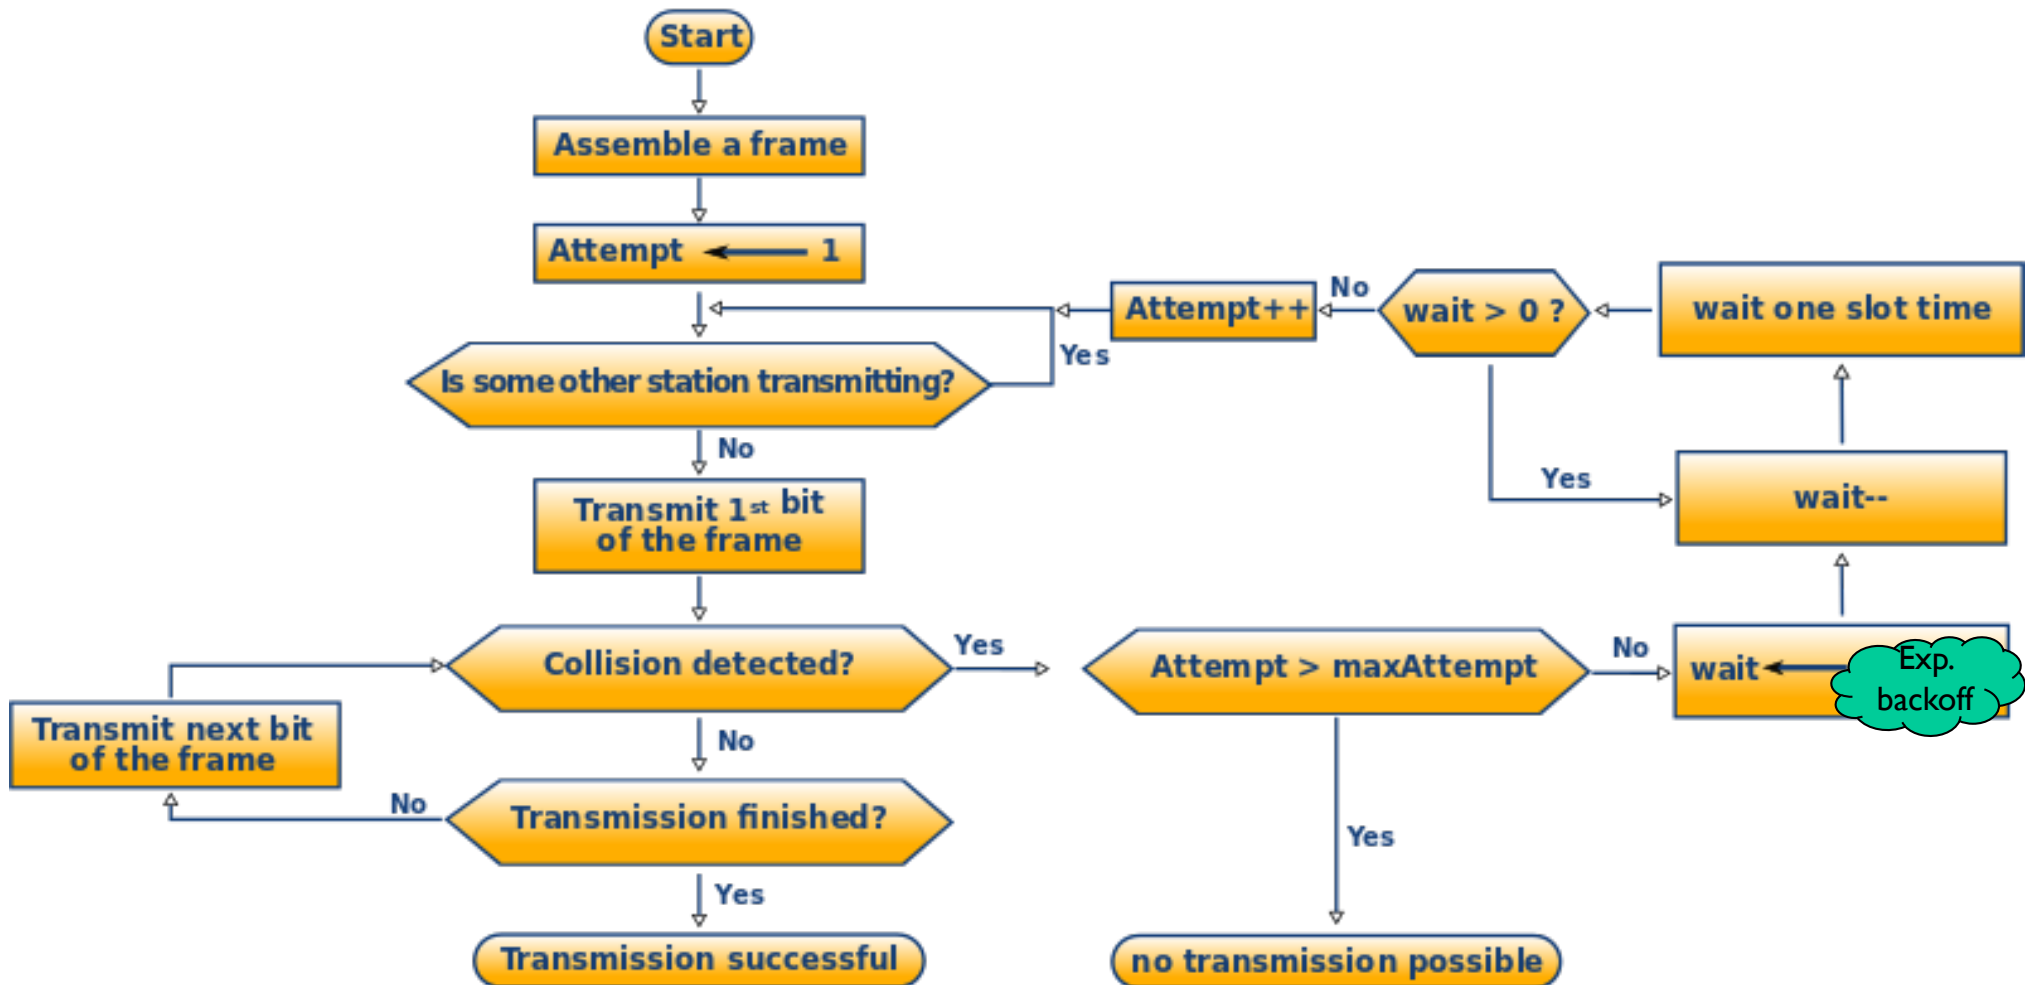 Start
Assemble a frame
Attempt 1
Is some other station transmitting?
Yes
No
Transmit 1st bit
of the frame
Collision detected?
Yes
No
Transmit next bit
of the frame
Transmission finished?
No
Yes
Transmission successful
Attempt > maxAttempt
No
Yes
no transmission possible
wait
Exp.
backoff
wait--
wait one slot time
wait > 0 ?
Yes
No
Attempt++